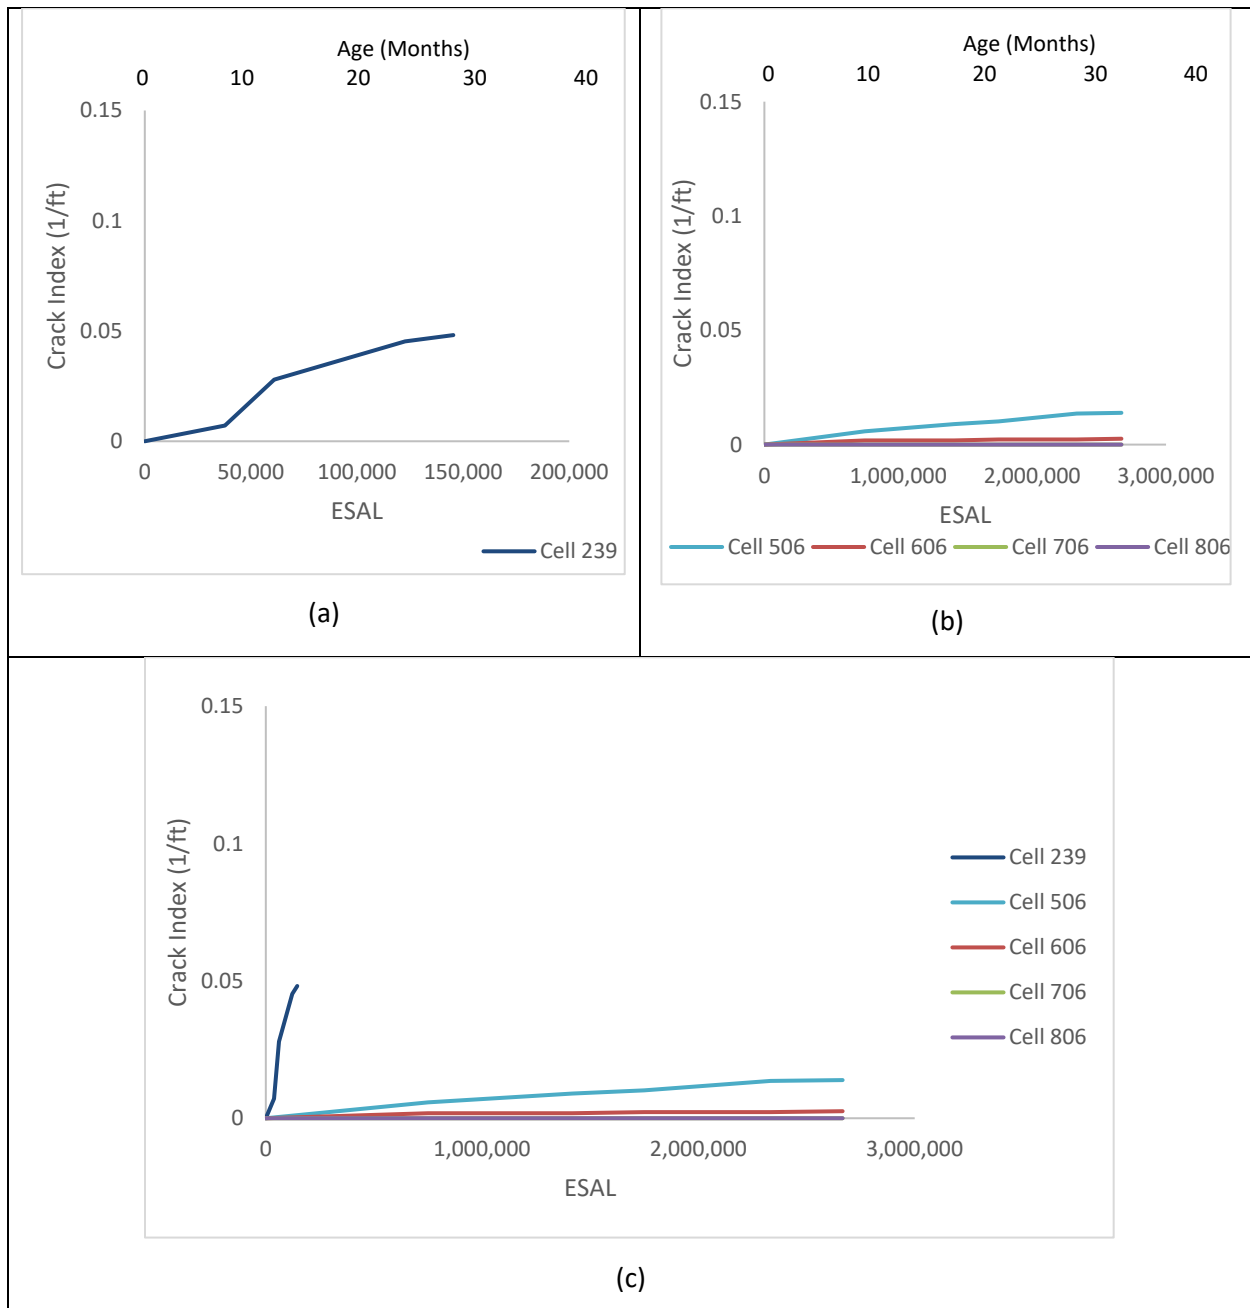 Age (Months)
0 10 20 30 40
0.15
0.1
0.05
0
Crack Index (1/ft)
0 50,000 100,000 150,000 200,000
ESAL
Cell 239
(a)
Age (Months)
0 10 20 30 40
0.15
0.1
0.05
0
Crack Index (1/ft)
0 1,000,000 2,000,000 3,000,000
ESAL
Cell 506 Cell 606 Cell 706 Cell 806
(b)
0.15
0.1
0.05
0
Crack Index (1/ft)
0 1,000,000 2,000,000 3,000,000
ESAL
Cell 239
Cell 506
Cell 606
Cell 706
Cell 806
(c)